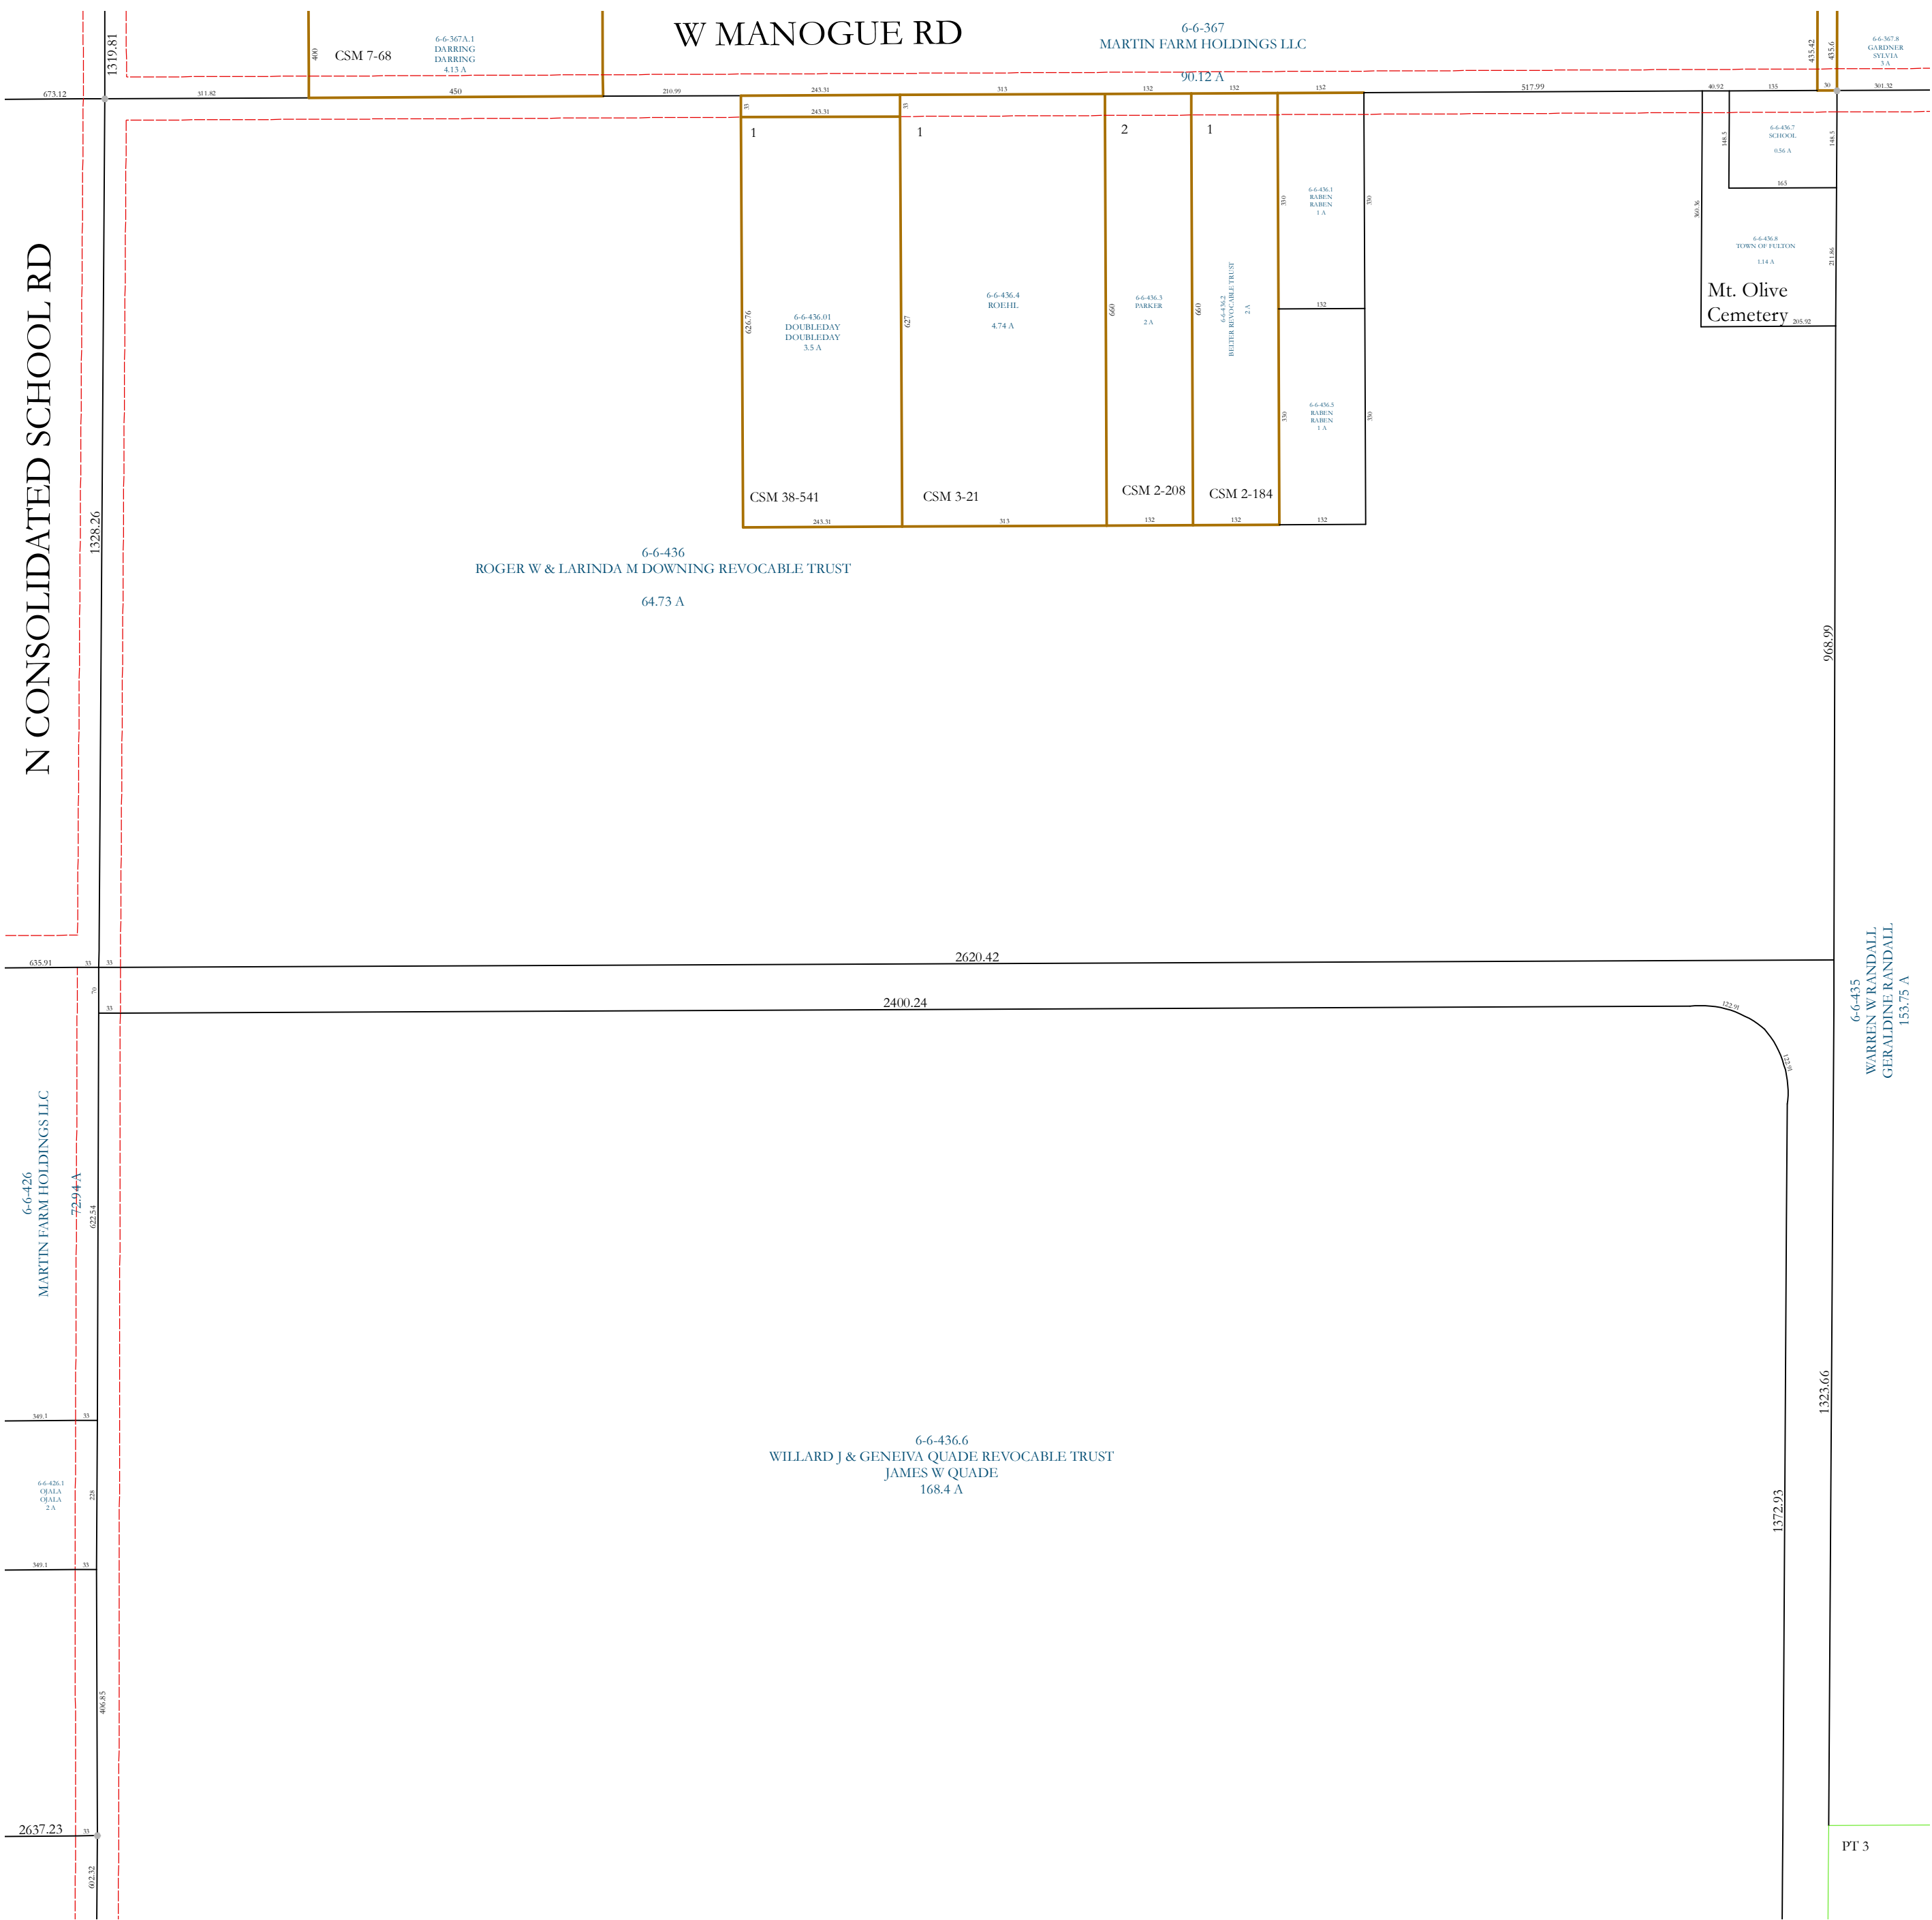 W MANOGUE RD
N CONSOLIDATED SCHOOL RD
1319.81
400
CSM 7-68
6-6-367A.1
DARRING
DARRING
4.13 A
6-6-367
MARTIN FARM HOLDINGS LLC
90.12 A
435.42
435.6
6-6-367.8
GARDNER
SYLVIA
3 A
673.12
311.82
450
210.99
243.31
313
132
132
132
517.99
40.92
135
30
301.32
33
243.31
33
1
1
2
1
148.5
6-6-436.7
SCHOOL
0.56 A
148.5
165
330
6-6-436.1
RABEN
RABEN
1 A
330
360.36
6-6-436.8
TOWN OF FULTON
1.14 A
211.86
Mt. Olive
Cemetery
205.92
626.76
6-6-436.01
DOUBLEDAY
DOUBLEDAY
3.5 A
627
6-6-436.4
ROEHL
4.74 A
660
6-6-436.3
PARKER
2 A
660
6-6-436.2
BELTER REVOCABLE TRUST
2 A
132
330
6-6-436.5
RABEN
RABEN
1 A
330
CSM 38-541
CSM 3-21
CSM 2-208
CSM 2-184
243.31
313
132
132
132
1328.26
6-6-436
ROGER W & LARINDA M DOWNING REVOCABLE TRUST
64.73 A
968.99
635.91
33
33
2620.42
70
33
2400.24
122.91
122.91
6-6-435
WARREN W RANDALL
GERALDINE RANDALL
153.75 A
6-6-426
MARTIN FARM HOLDINGS LLC
72.94 A
622.54
1323.66
349.1
33
6-6-436.6
WILLARD J & GENEIVA QUADE REVOCABLE TRUST
JAMES W QUADE
168.4 A
6-6-426.1
OJALA
OJALA
2 A
228
1372.93
349.1
33
406.85
2637.23
33
602.32
PT 3